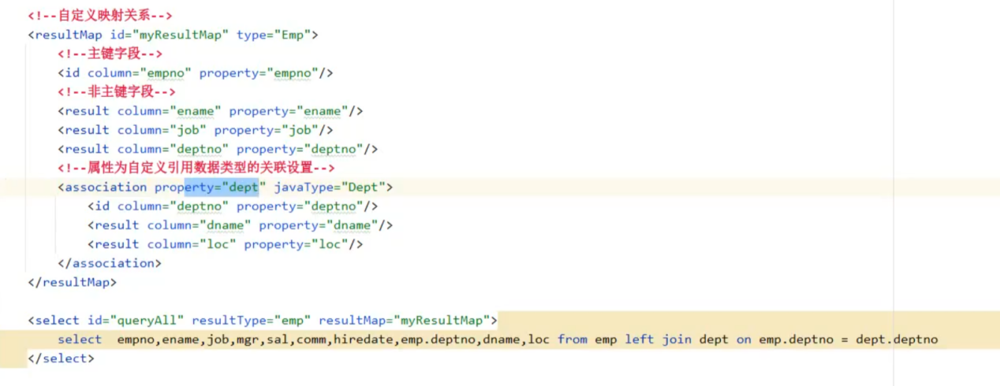 <!--自定义映射关系-->
<resultMap id="myResultMap" type="Emp">
<!--主键字段-->
<id column="empno" property="empno"/>
<!--非主键字段-->
<result column="ename" property="ename"/>
<result column="job" property="job"/>
<result column="deptno" property="deptno"/>
<!--属性为自定义引用数据类型的关联设置-->
<association property="dept" javaType="Dept">
<id column="deptno" property="deptno"/>
<result column="dname" property="dname"/>
<result column="loc" property="loc"/>
</association>
</resultMap>
<select id="queryAll" resultType="emp" resultMap="myResultMap">
select  empno,ename,job,mgr,sal,comm,hiredate,emp.deptno,dname,loc from emp left join dept on emp.deptno = dept.deptno
</select>